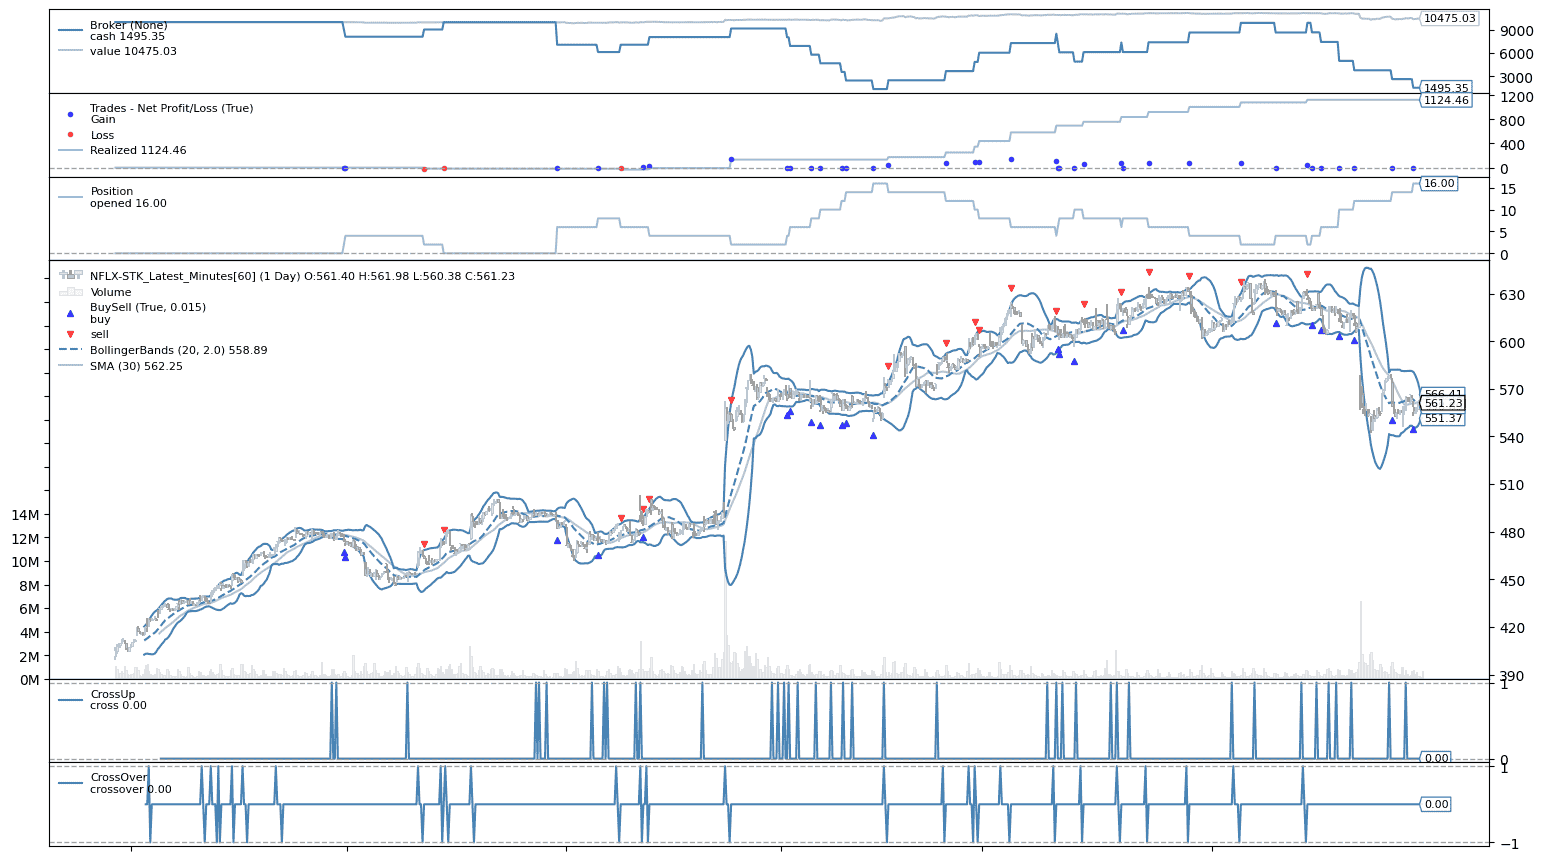 Broker (None)
cash 1495.35
value 10475.03
10475.03
9000
6000
3000
1495.35
Trades - Net Profit/Loss (True)
Gain
Loss
Realized 1124.46
1200
1124.46
800
400
0
Position
opened 16.00
16.00
15
10
5
0
NFLX-STK_Latest_Minutes[60] (1 Day) O:561.40 H:561.98 L:560.38 C:561.23
Volume
BuySell (True, 0.015)
buy
sell
BollingerBands (20, 2.0) 558.89
SMA (30) 562.25
630
600
570
566.41
561.23
551.37
540
510
480
450
420
390
14M
12M
10M
8M
6M
4M
2M
0M
CrossUp
cross 0.00
1
0.00
0
CrossOver
crossover 0.00
1
0.00
−1